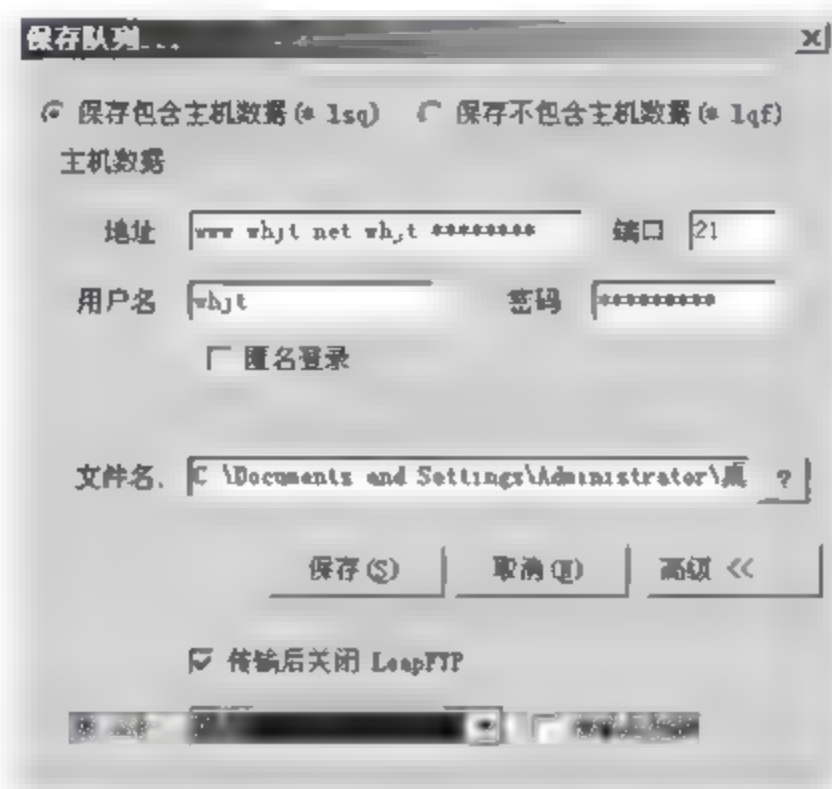 保存队列...
保存包含主机数据(* lsq) 保存不包含主机数据(* lqf)
主机数据
地址 www whjt net whjt ******** 端口 21
用户名 whjt 密码 *********
匿名登录
文件名. C \Documents and Settings\Administrator\桌 ?
保存(S) 取消(N) 高级 <<
传输后关闭 LeapFTP